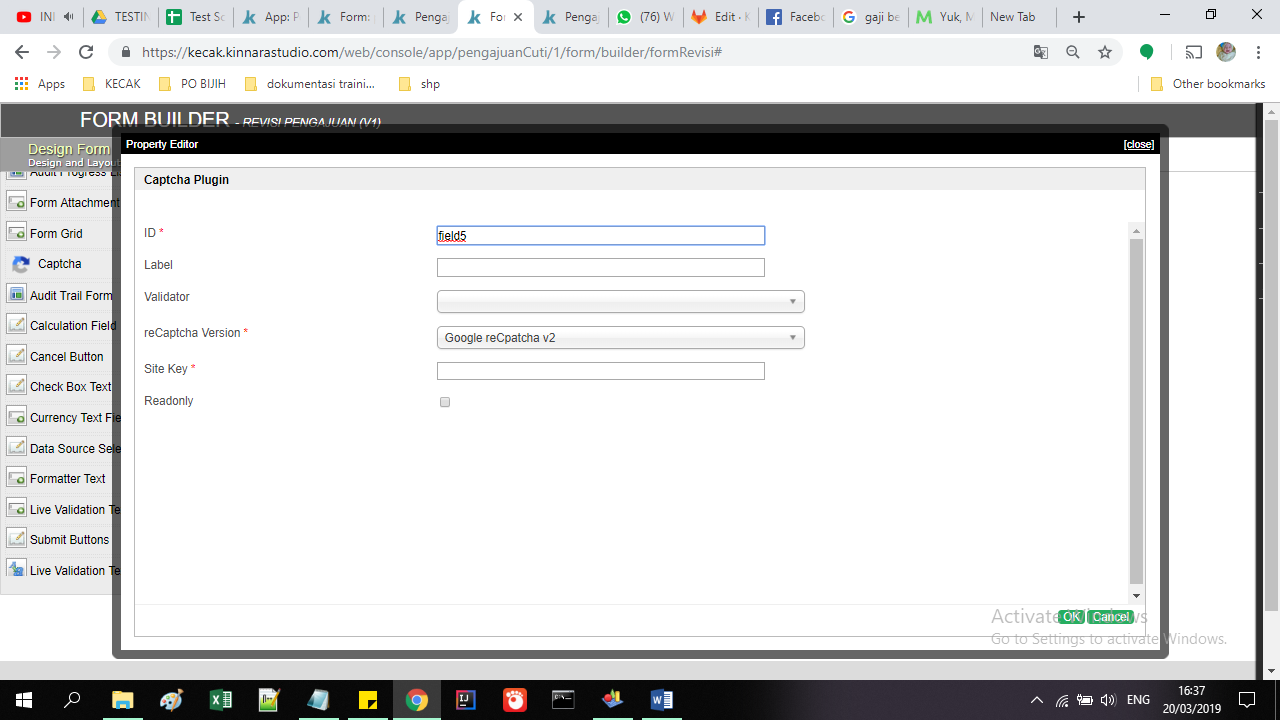 INI
TESTIN
Test Sc
App: P
Form:
Pengaj
For
Pengaj
(76) W
Edit · K
Facebo
gaji be
Yuk, M
New Tab
https://kecak.kinnarastudio.com/web/console/app/pengajuanCuti/1/form/builder/formRevisi#
Apps
KECAK
PO BIJIH
dokumentasi traini...
shp
Other bookmarks
FORM BUILDER - REVISI PENGAJUAN (V1)
Design Form
Design and Layou
Property Editor
[close]
Captcha Plugin
ID *
field5
Label
Validator
reCaptcha Version *
Google reCpatcha v2
Site Key *
Readonly
Audit Progress L
Form Attachment
Form Grid
Captcha
Audit Trail Form
Calculation Field
Cancel Button
Check Box Text
Currency Text Fie
Data Source Sele
Formatter Text
Live Validation Te
Submit Buttons
Live Validation Te
OK
Cancel
Activate Windows
Go to Settings to activate Windows.
ENG
16:37
20/03/2019